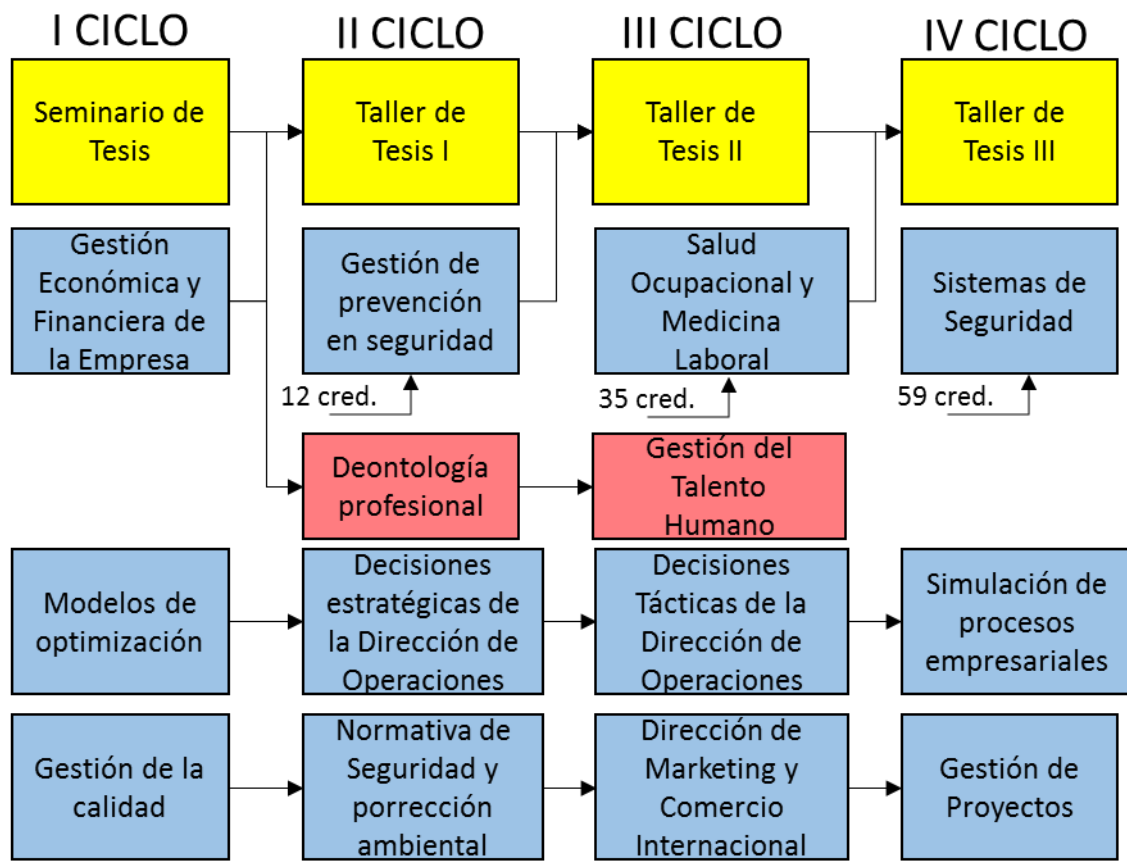 I CICLO
II CICLO
III CICLO
IV CICLO
Seminario de
Tesis
Taller de
Tesis I
Taller de
Tesis II
Taller de
Tesis III
Gestión
Económica y
Financiera de
la Empresa
Gestión de
prevención
en seguridad
Salud
Ocupacional y
Medicina
Laboral
Sistemas de
Seguridad
12 cred.
35 cred.
59 cred.
Deontología
profesional
Gestión del
Talento
Humano
Modelos de
optimización
Decisiones
estratégicas de
la Dirección de
Operaciones
Decisiones
Tácticas de la
Dirección de
Operaciones
Simulación de
procesos
empresariales
Gestión de la
calidad
Normativa de
Seguridad y
porrección
ambiental
Dirección de
Marketing y
Comercio
Internacional
Gestión de
Proyectos